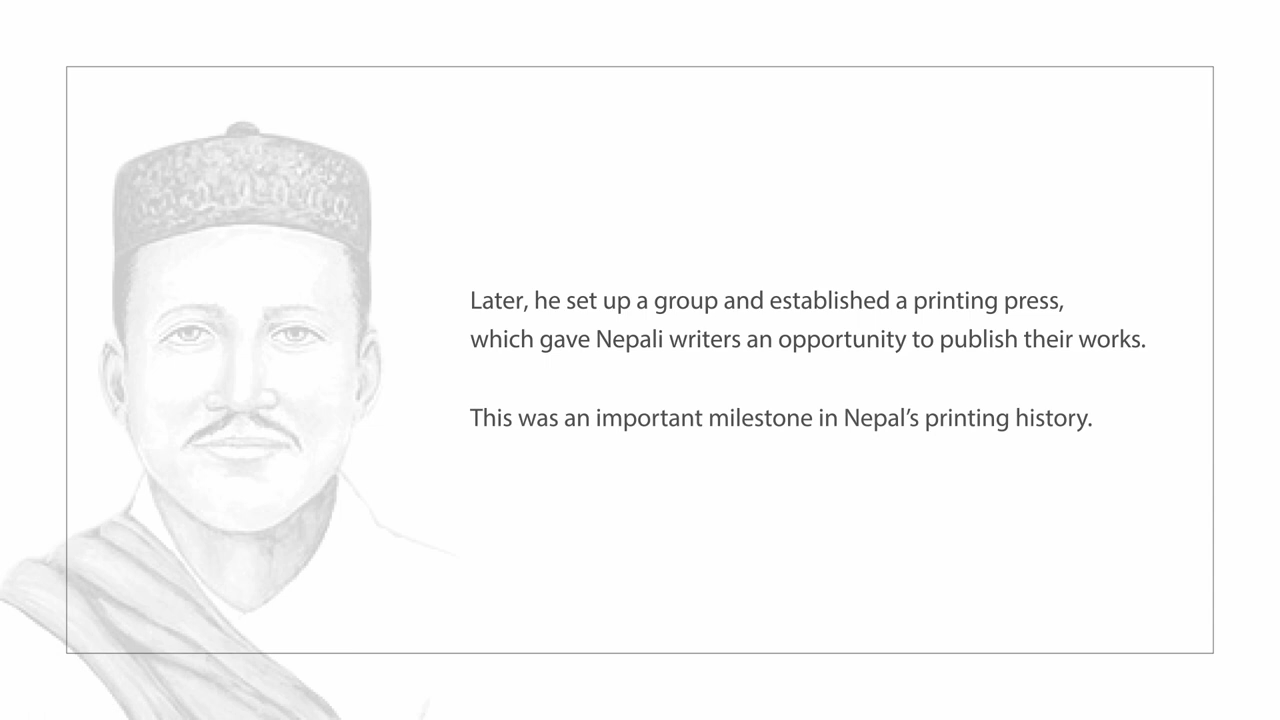 Later, he set up a group and established a printing press,
which gave Nepali writers an opportunity to publish their works.
This was an important milestone in Nepal’s printing history.